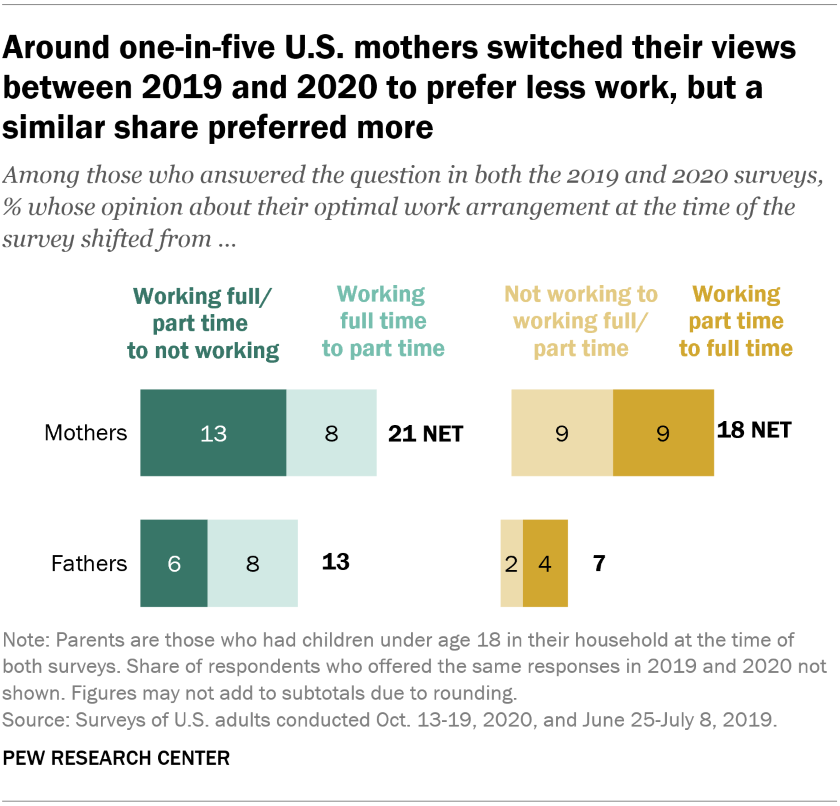 Around one-in-five U.S. mothers switched their views
between 2019 and 2020 to prefer less work, but a
similar share preferred more
Among those who answered the question in both the 2019 and 2020 surveys,
% whose opinion about their optimal work arrangement at the time of the
survey shifted from ...
Working full/
part time
to not working
Working
full time
to part time
Not working to
working full/
part time
Working
part time
to full time
Mothers 13 8 21 NET 9 9 18 NET
Fathers 6 8 13 2 4 7
Note: Parents are those who had children under age 18 in their household at the time of
both surveys. Share of respondents who offered the same responses in 2019 and 2020 not
shown. Figures may not add to subtotals due to rounding.
Source: Surveys of U.S. adults conducted Oct. 13-19, 2020, and June 25-July 8, 2019.
PEW RESEARCH CENTER